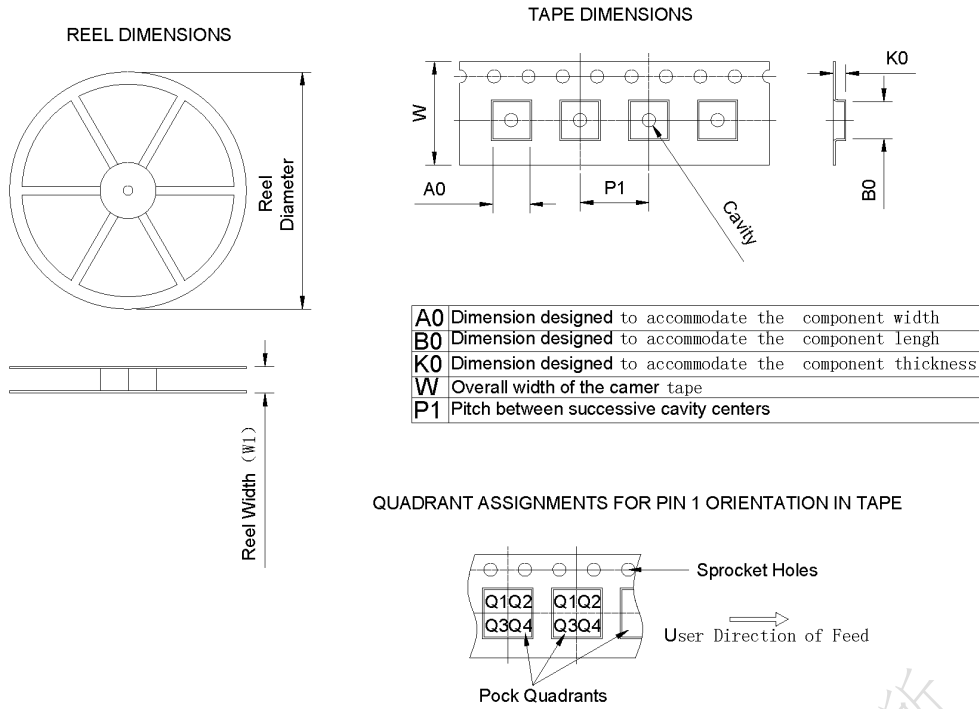 REEL DIMENSIONS
Reel
Diameter
Reel Width (W1)
TAPE DIMENSIONS
W
A0
P1
Cavity
K0
B0
A0 Dimension designed to accommodate the component width
B0 Dimension designed to accommodate the component lengh
K0 Dimension designed to accommodate the component thickness
W Overall width of the camer tape
P1 Pitch between successive cavity centers
QUADRANT ASSIGNMENTS FOR PIN 1 ORIENTATION IN TAPE
Sprocket Holes
Q1Q2 Q1Q2
Q3Q4 Q3Q4
User Direction of Feed
Pock Quadrants